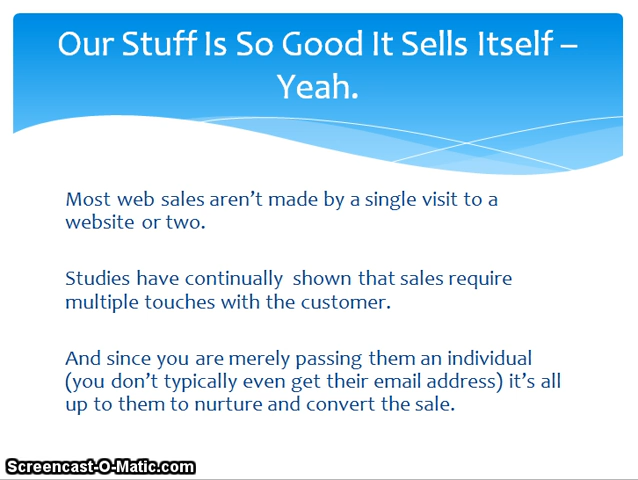 Our Stuff Is So Good It Sells Itself –
Yeah.
Most web sales aren’t made by a single visit to a
website or two.
Studies have continually  shown that sales require
multiple touches with the customer.
And since you are merely passing them an individual
(you don’t typically even get their email address) it’s all
up to them to nurture and convert the sale.
Screencast-O-Matic.com